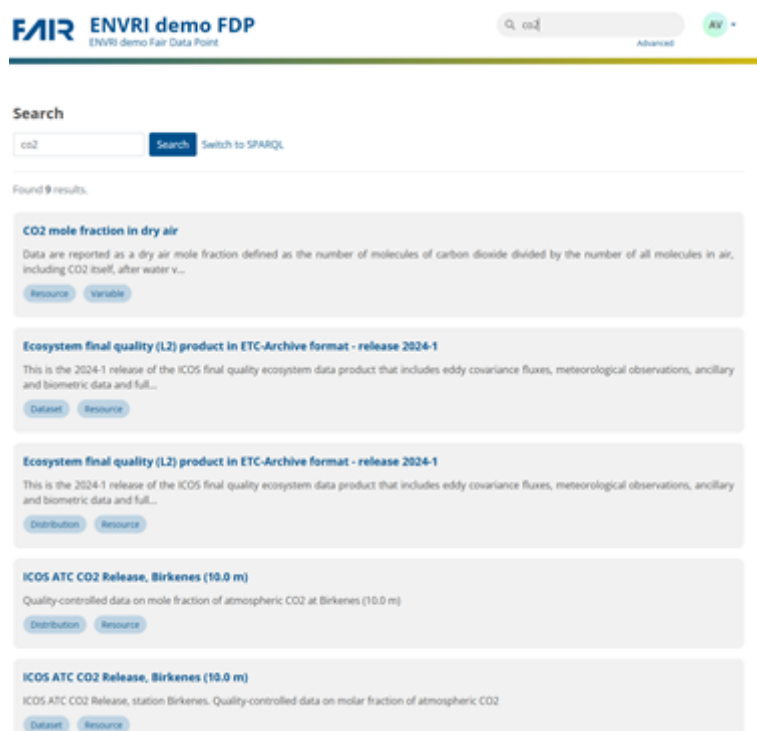 FAIR
ENVRI demo FDP
ENVRI demo Fair Data Point
co2
AV
Advanced
Search
co2
Search
Switch to SPARQL
Found 9 results.
CO2 mole fraction in dry air
Data are reported as a dry air mole fraction defined as the number of molecules of carbon dioxide divided by the number of all molecules in air,
including CO2 itself, after water v...
Resource
Variable
Ecosystem final quality (L2) product in ETC-Archive format - release 2024-1
This is the 2024-1 release of the ICOS final quality ecosystem data product that includes eddy covariance fluxes, meteorological observations, ancillary
and biometric data and full...
Dataset
Resource
Ecosystem final quality (L2) product in ETC-Archive format - release 2024-1
This is the 2024-1 release of the ICOS final quality ecosystem data product that includes eddy covariance fluxes, meteorological observations, ancillary
and biometric data and full...
Distribution
Resource
ICOS ATC CO2 Release, Birkenes (10.0 m)
Quality-controlled data on mole fraction of atmospheric CO2 at Birkenes (10.0 m)
Distribution
Resource
ICOS ATC CO2 Release, Birkenes (10.0 m)
ICOS ATC CO2 Release, station Birkenes. Quality-controlled data on molar fraction of atmospheric CO2
Dataset
Resource